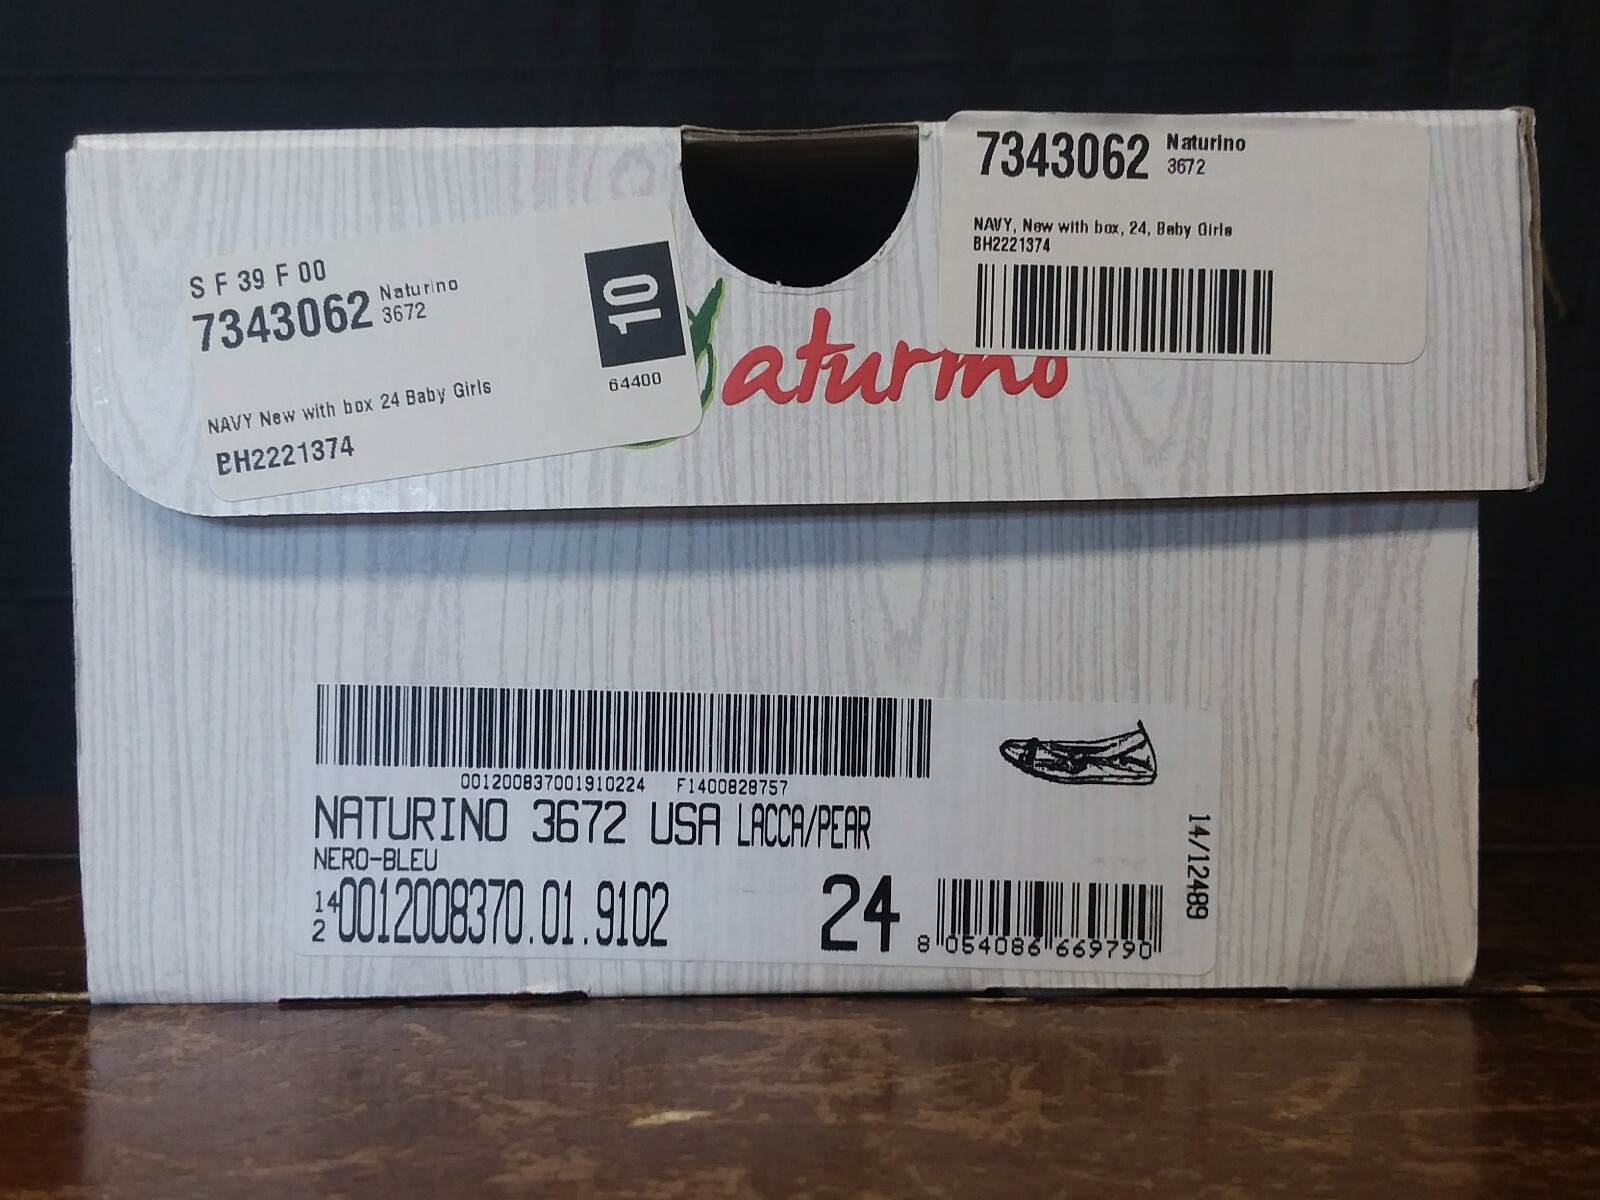 S F 39 F 00
7343062 Naturino
3672
10
64400
NAVY New with box 24 Baby Girls
BH2221374
7343062 Naturino
3672
NAVY, New with box, 24, Baby Girls
BH2221374
aturino
001200837001910224 F1400828757
NATURINO 3672 USA LACCA/PEAR
NERO-BLEU
14
2
0012008370.01.9102
24
8 054086 669790
14/12489